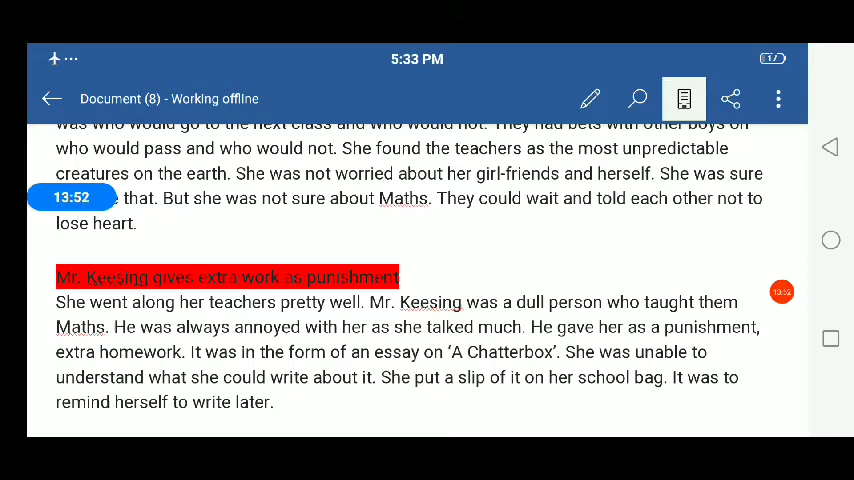 5:33 PM
17
Document (8) - Working offline
was who would go to the next class and who would not. They had bets with other boys on
who would pass and who would not. She found the teachers as the most unpredictable
creatures on the earth. She was not worried about her girl-friends and herself. She was sure
13:52
that. But she was not sure about Maths. They could wait and told each other not to
lose heart.
Mr. Keesing gives extra work as punishment
13:52
She went along her teachers pretty well. Mr. Keesing was a dull person who taught them
Maths. He was always annoyed with her as she talked much. He gave her as a punishment,
extra homework. It was in the form of an essay on ‘A Chatterbox’. She was unable to
understand what she could write about it. She put a slip of it on her school bag. It was to
remind herself to write later.